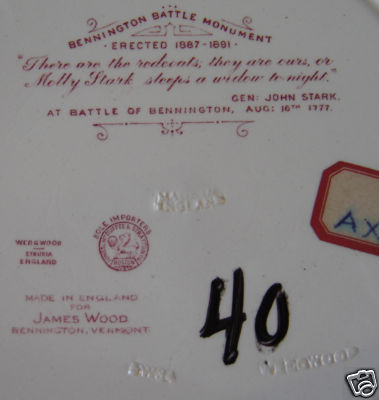 BENNINGTON BATTLE MONUMENT
· ERECTED 1887-1891 ·
"There are the redcoats, they are ours, or
Molly Stark sleeps a widow to-night."
GEN: JOHN STARK.
AT BATTLE OF BENNINGTON, AUG: 16TH 1777.
AX
SOLE IMPORTERS
WEDGWOOD
ETRURIA
ENGLAND
MADE IN ENGLAND
FOR
JAMES WOOD
BENNINGTON, VERMONT.
40
WEDGWOOD